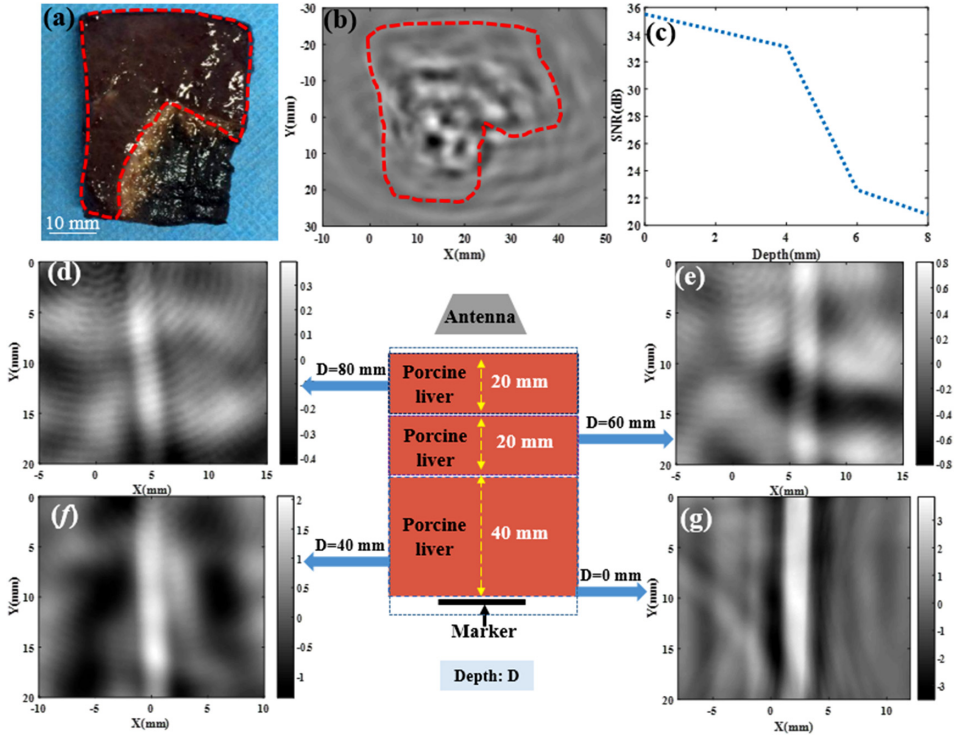 (a)
10 mm
(b)
-30
-20
-10
0
10
20
30
Y(mm)
-10 0 10 20 30 40 50
X(mm)
(c)
36
34
32
30
28
26
24
22
20
SNR(dB)
0 2 4 6 8
Depth(mm)
(d)
0
5
10
15
20
Y(mm)
-5 0 5 10 15
X(mm)
0.3
0.2
0.1
0
-0.1
-0.2
-0.3
-0.4
(e)
0
5
10
15
20
Y(mm)
-5 0 5 10 15
X(mm)
0.8
0.6
0.4
0.2
0
-0.2
-0.4
-0.6
-0.8
Antenna
D=80 mm
Porcine
liver
20 mm
Porcine
liver
20 mm
D=60 mm
Porcine
liver
40 mm
D=40 mm
D=0 mm
Marker
Depth: D
(f)
0
5
10
15
20
Y(mm)
-10 -5 0 5 10
X(mm)
2
1.5
1
0.5
0
-0.5
-1
(g)
0
5
10
15
20
Y(mm)
-5 0 5 10
X(mm)
3
2
1
0
-1
-2
-3